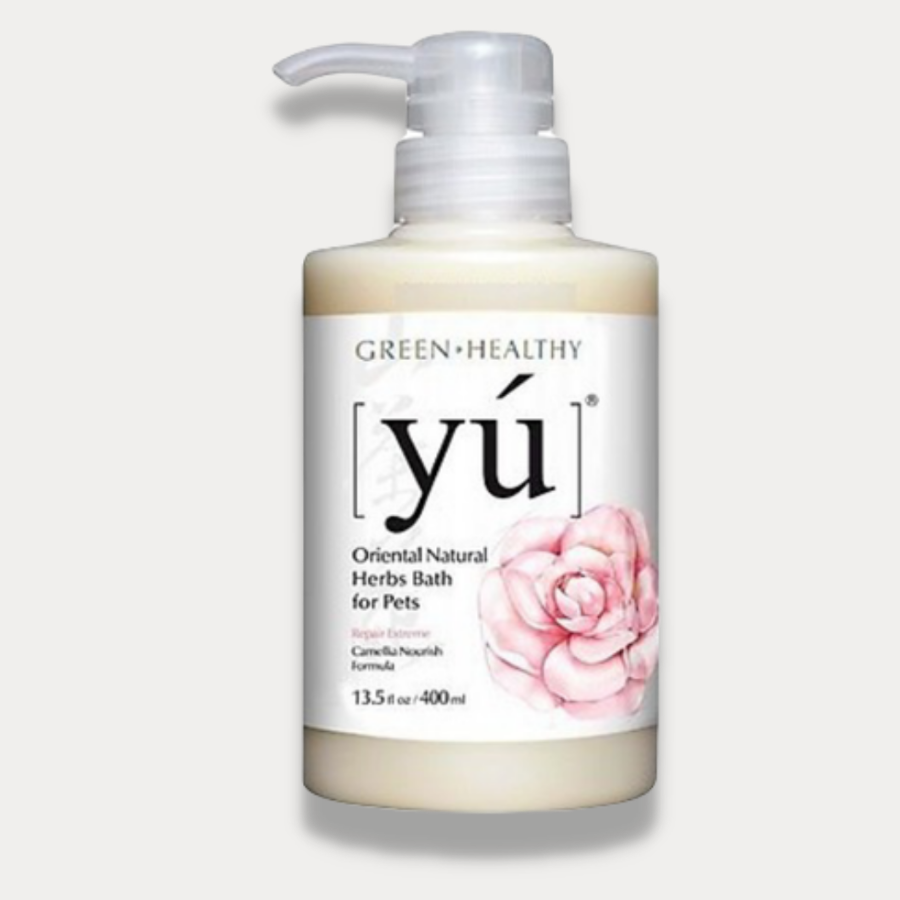 GREEN•HEALTHY
[yú]®
Oriental Natural
Herbs Bath
for Pets
Repair Extreme
Camellia Nourish
Formula
13.5 fl oz / 400 ml